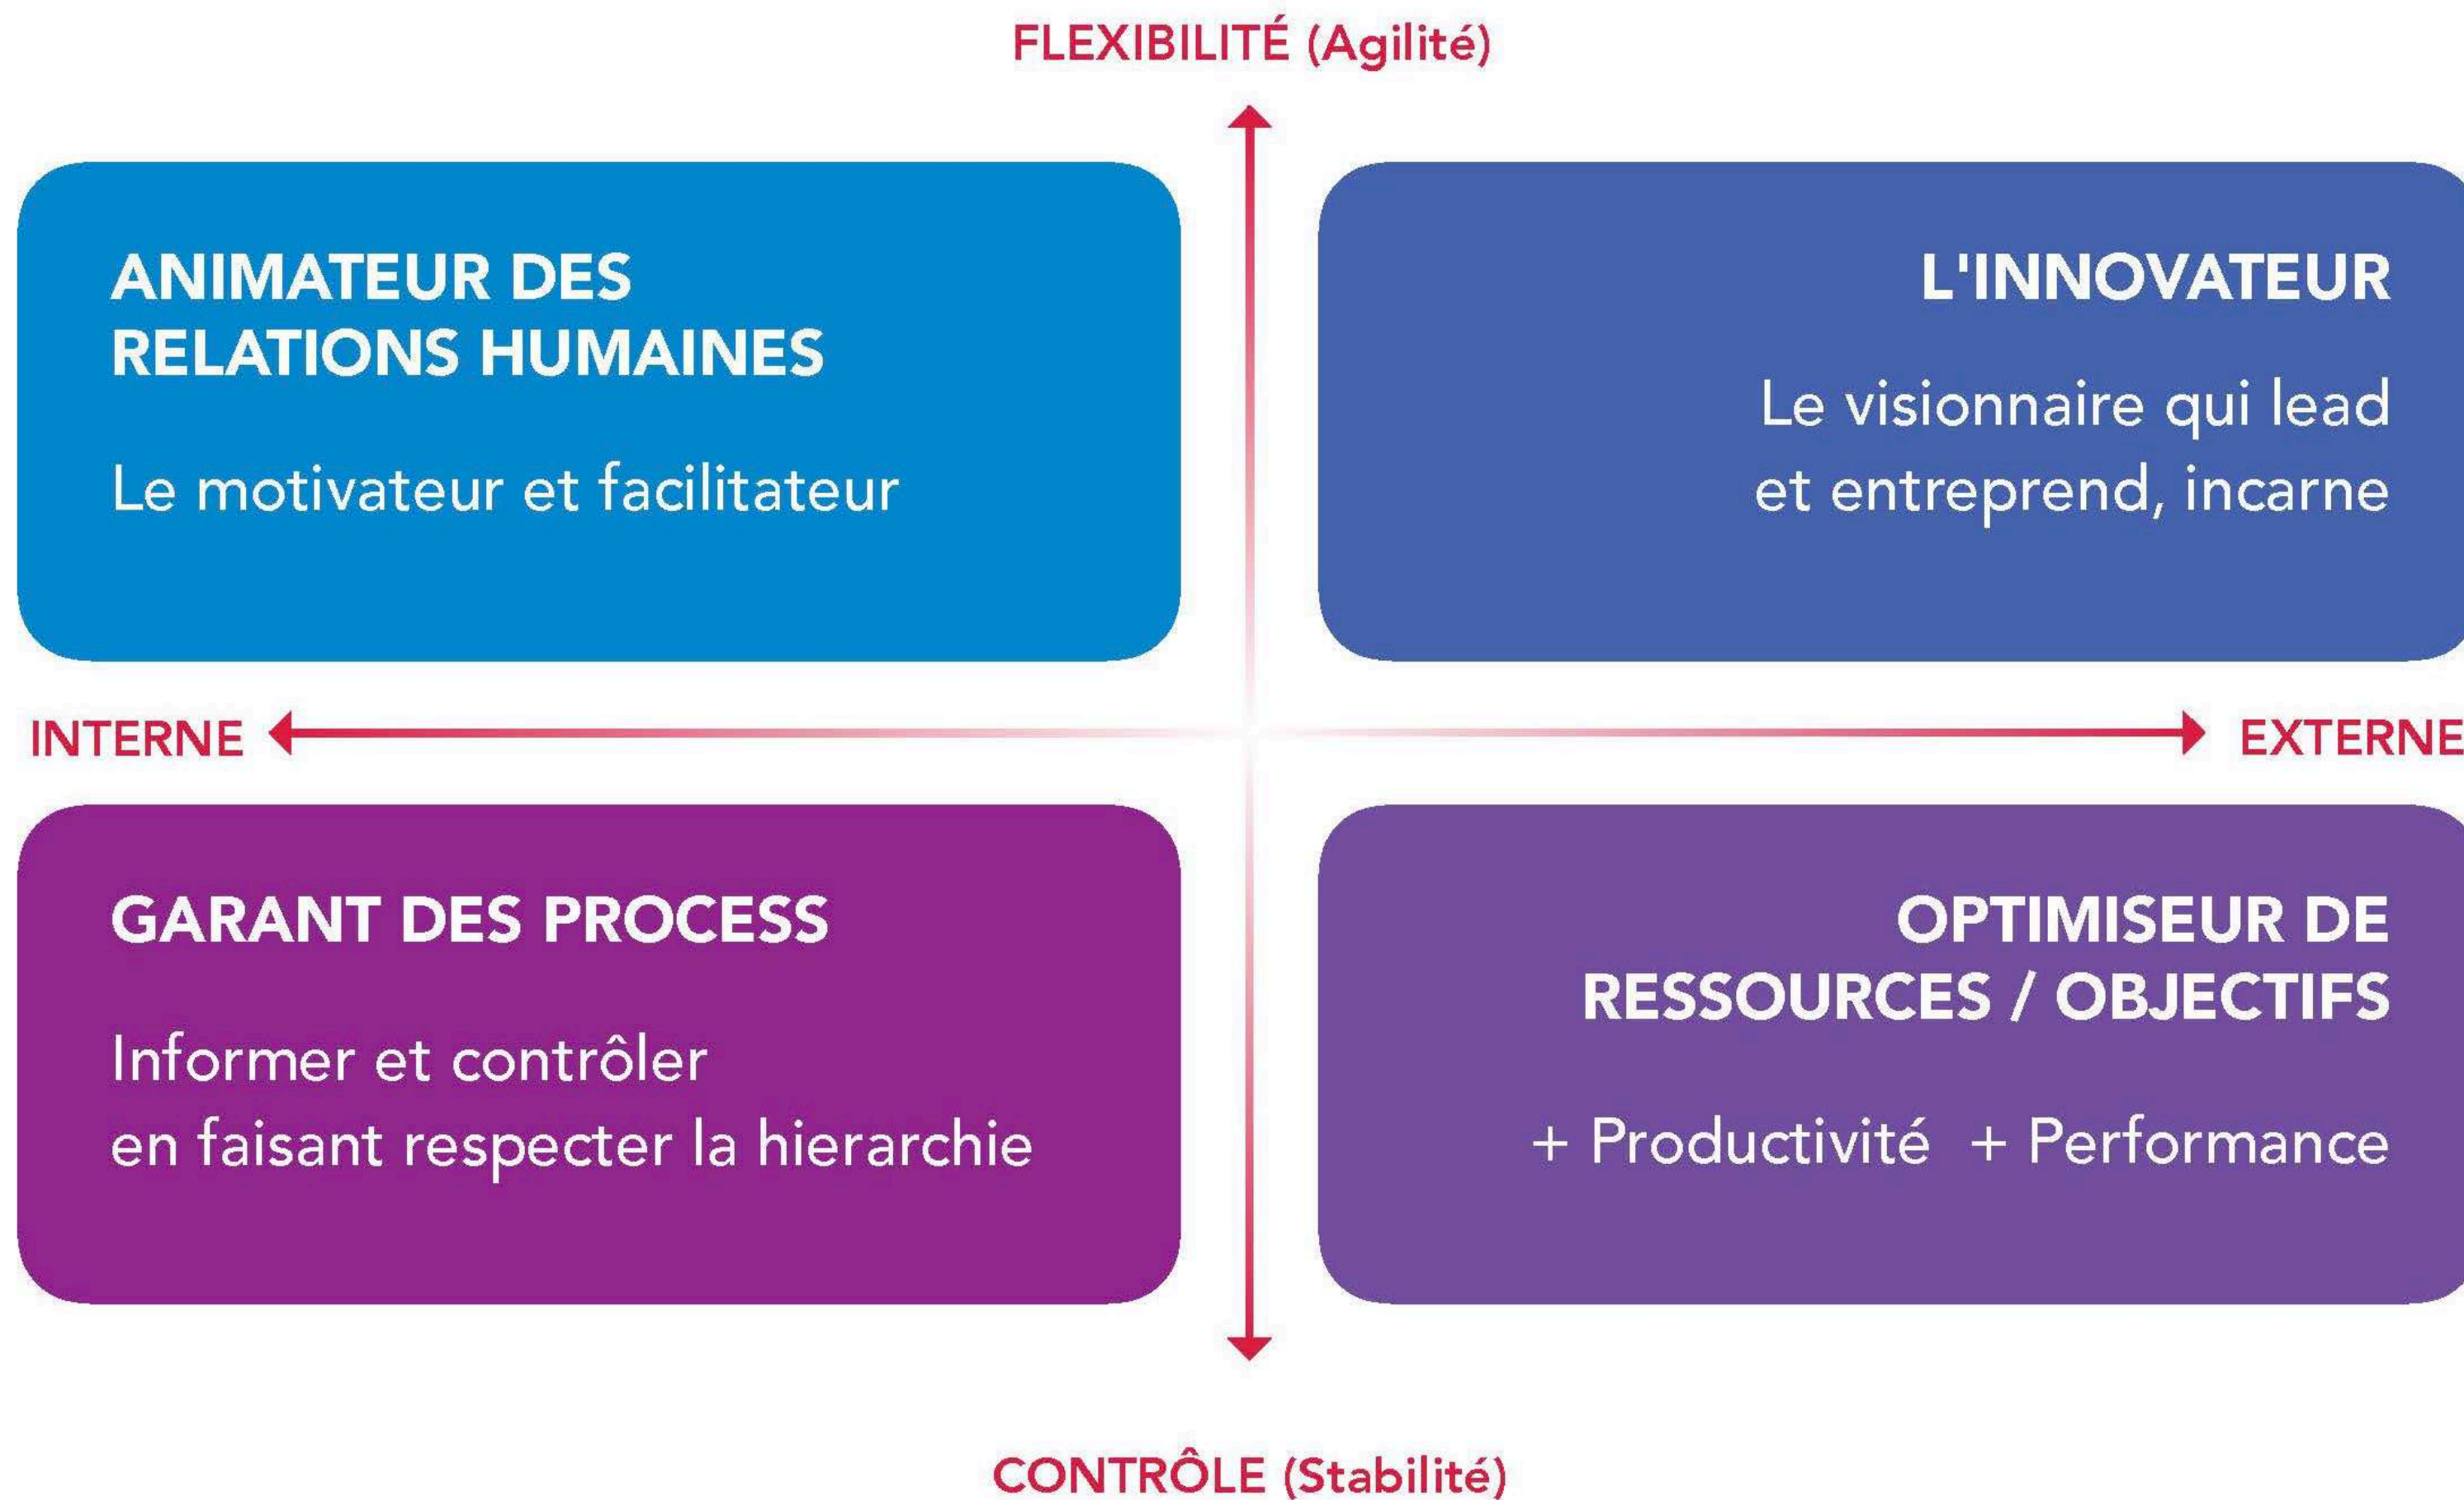 FLEXIBILITÉ (Agilité)
ANIMATEUR DES
RELATIONS HUMAINES
Le motivateur et facilitateur
L'INNOVATEUR
Le visionnaire qui lead
et entreprend, incarne
INTERNE
EXTERNE
GARANT DES PROCESS
Informer et contrôler
en faisant respecter la hierarchie
OPTIMISEUR DE
RESSOURCES / OBJECTIFS
+ Productivité + Performance
CONTRÔLE (Stabilité)